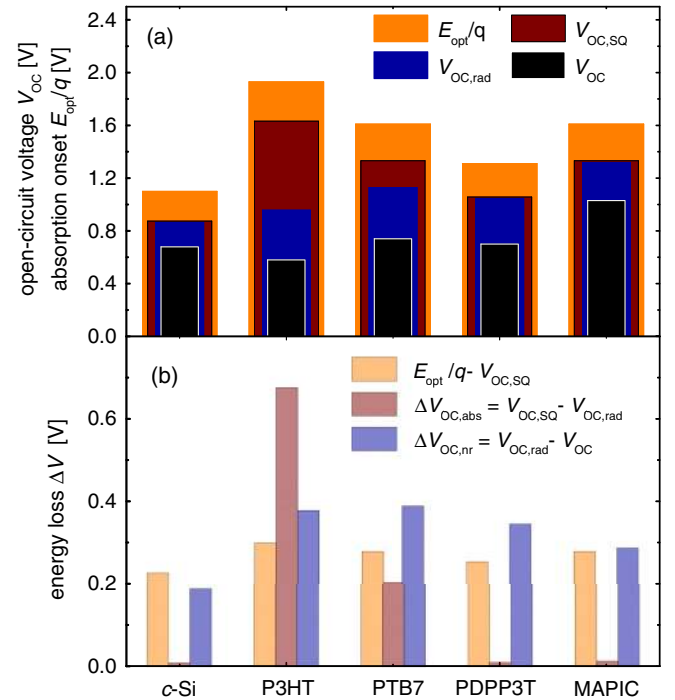 (a)
E_opt/q
V_OC,SQ
V_OC,rad
V_OC
open-circuit voltage V_OC [V]
absorption onset E_opt/q [V]
2.4
2.0
1.6
1.2
0.8
0.4
0.0
(b)
E_opt /q- V_OC,SQ
ΔV_OC,abs = V_OC,SQ - V_OC,rad
ΔV_OC,nr = V_OC,rad- V_OC
energy loss ΔV [V]
0.6
0.4
0.2
0.0
c-Si P3HT PTB7 PDPP3T MAPIC